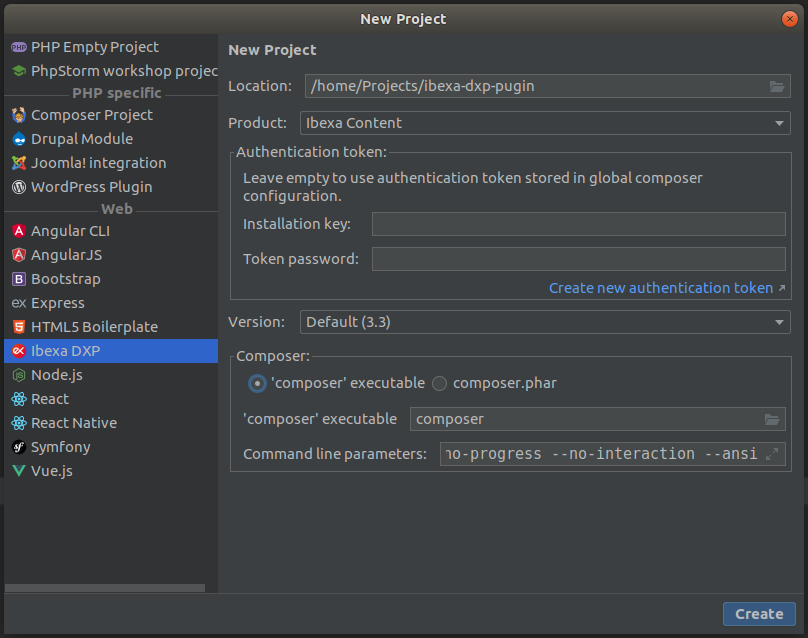 New Project
PHP Empty Project
PhpStorm workshop projec
PHP specific
Composer Project
Drupal Module
Joomla! integration
WordPress Plugin
Web
Angular CLI
AngularJS
Bootstrap
Express
HTML5 Boilerplate
Ibexa DXP
Node.js
React
React Native
Symfony
Vue.js
New Project
Location: /home/Projects/ibexa-dxp-pugin
Product: Ibexa Content
Authentication token:
Leave empty to use authentication token stored in global composer
configuration.
Installation key:
Token password:
Create new authentication token ↗
Version: Default (3.3)
Composer:
'composer' executable composer.phar
'composer' executable composer
Command line parameters: no-progress --no-interaction --ansi
Create